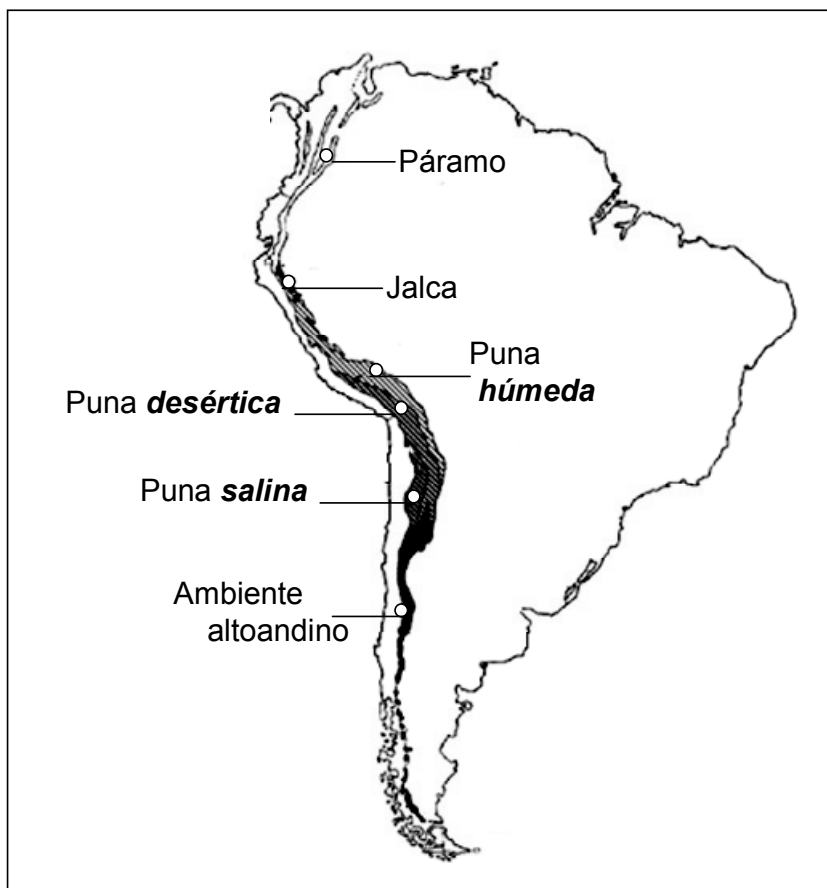 Páramo
Jalca
Puna
húmeda
Puna desértica
Puna salina
Ambiente
altoandino